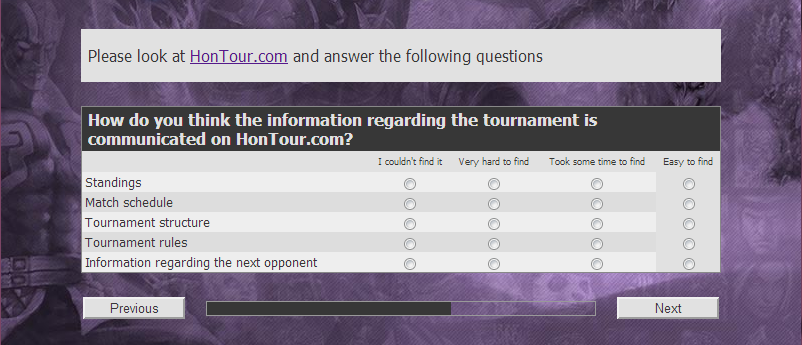 Please look at HonTour.com and answer the following questions
How do you think the information regarding the tournament is
communicated on HonTour.com?
I couldn't find it Very hard to find Took some time to find Easy to find
Standings
Match schedule
Tournament structure
Tournament rules
Information regarding the next opponent
Previous Next